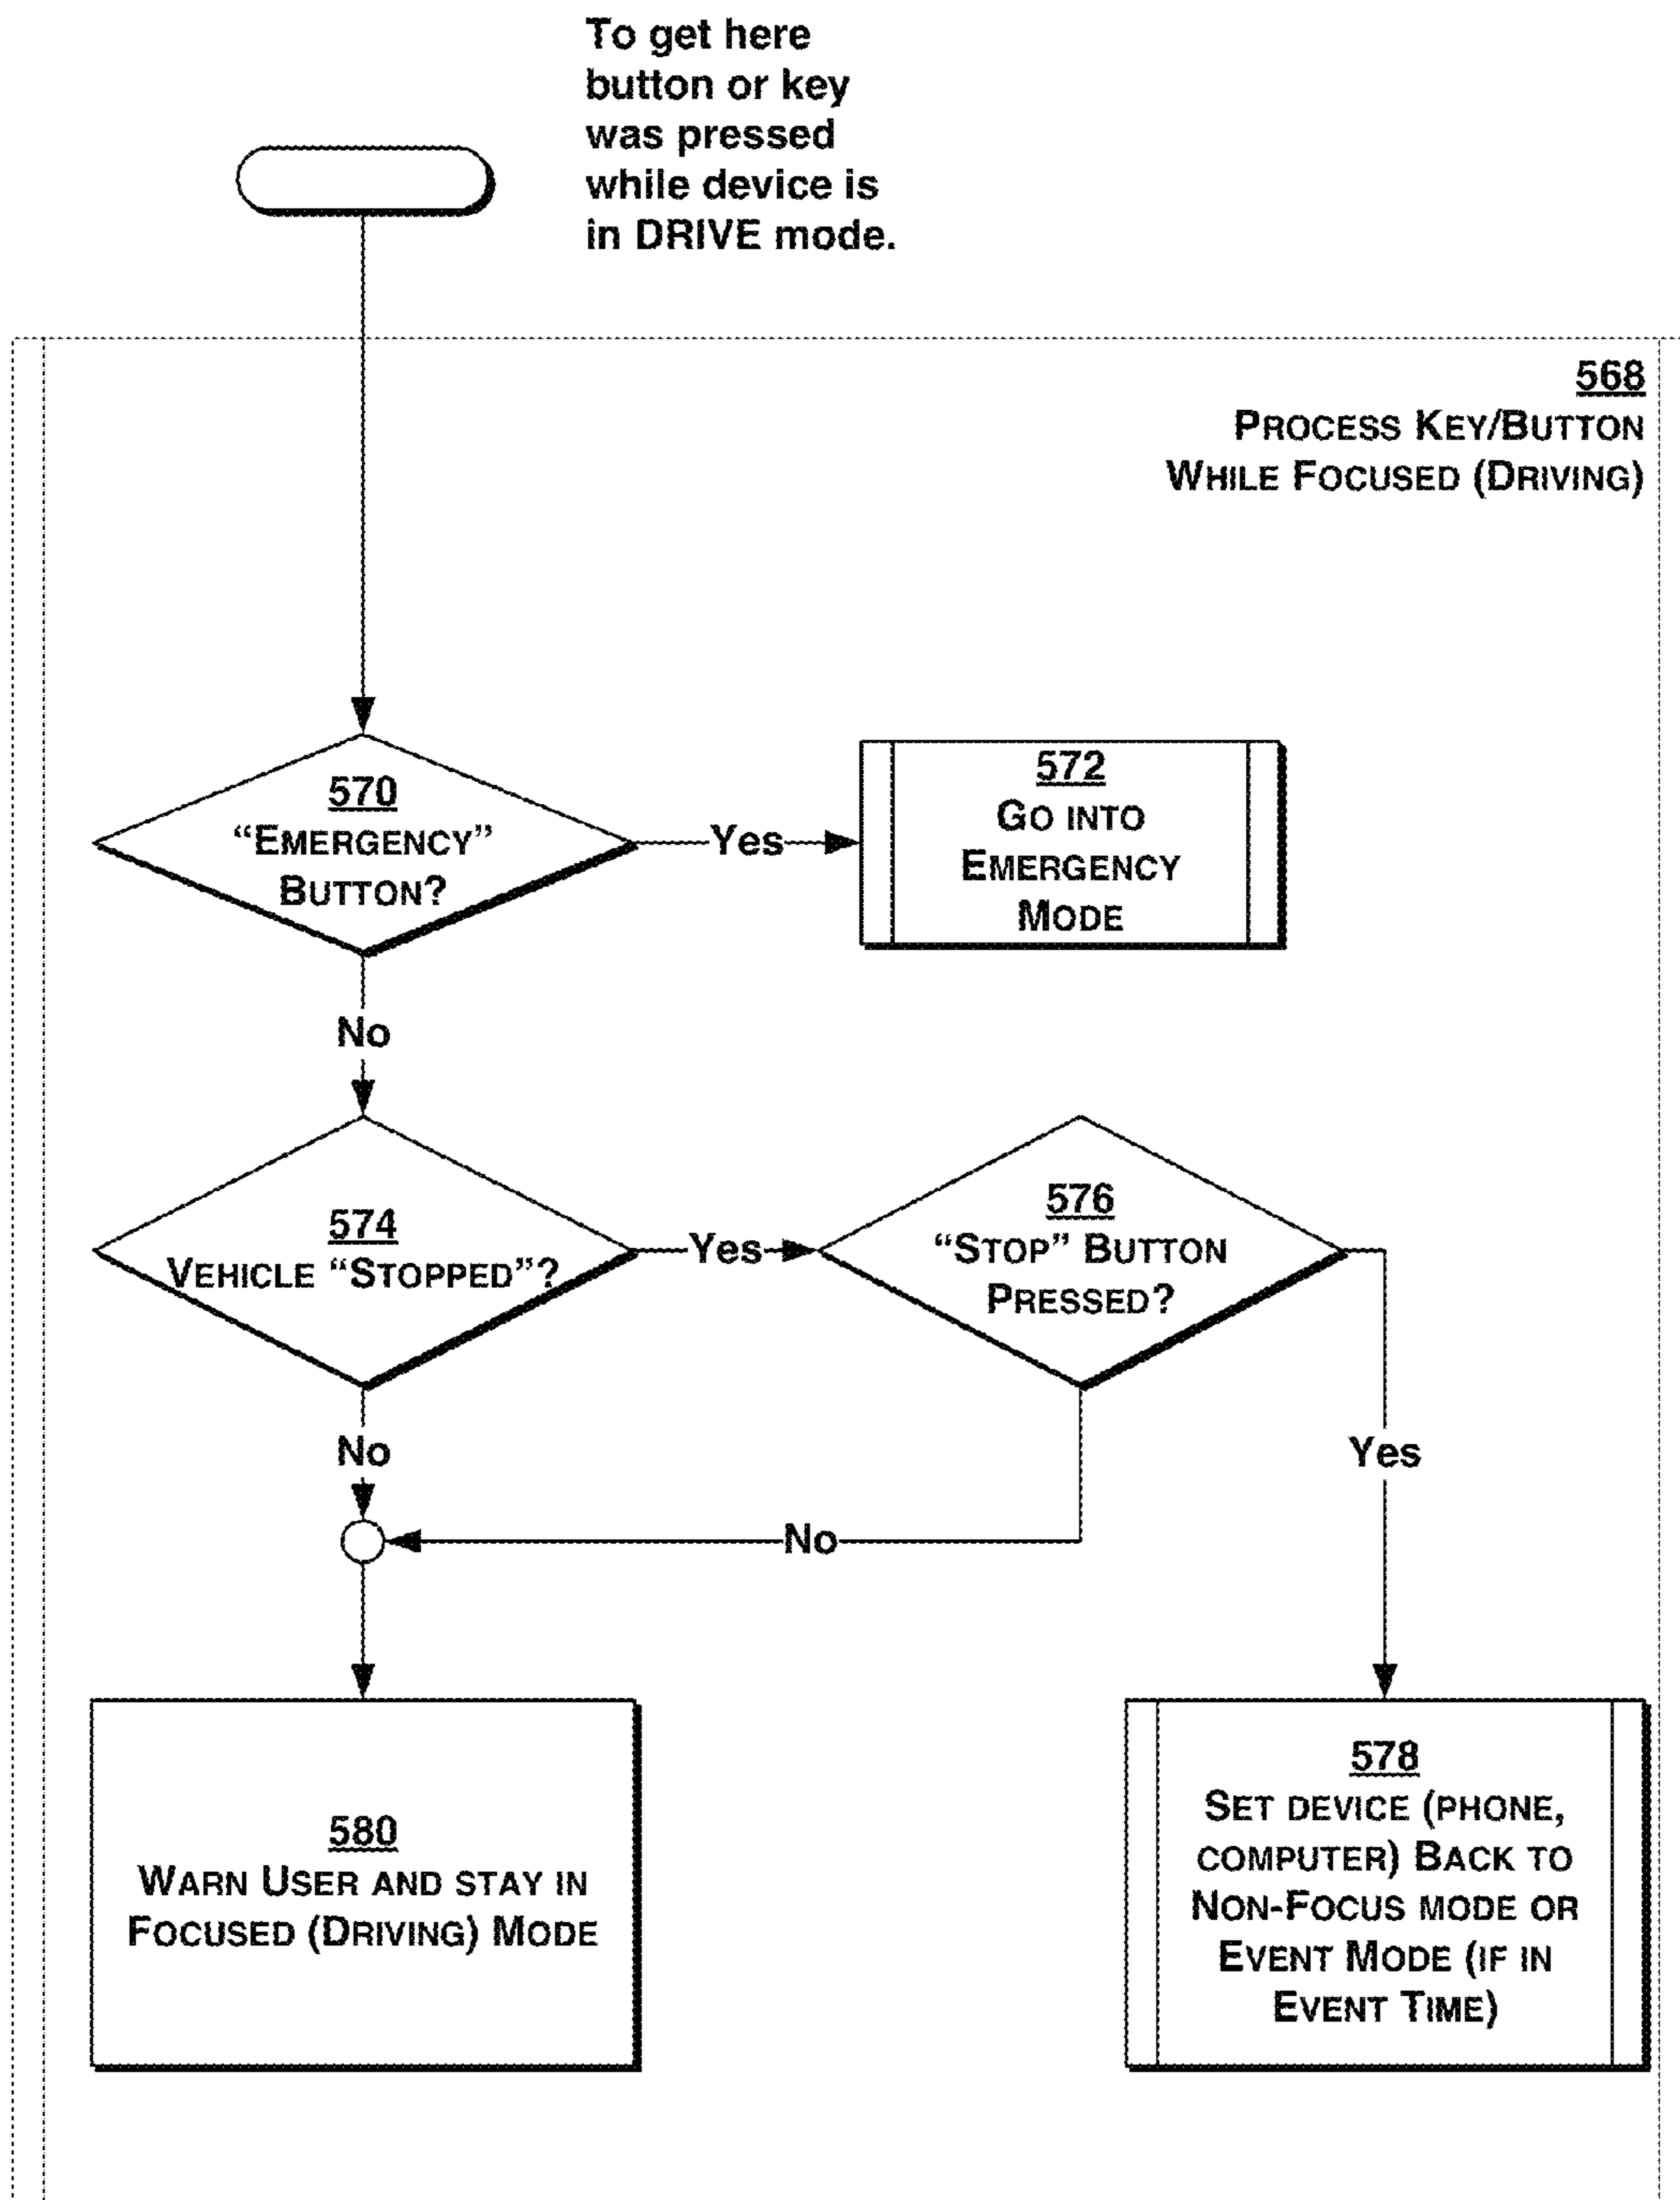 To get here
button or key
was pressed
while device is
in DRIVE mode.
568
PROCESS KEY/BUTTON
WHILE FOCUSED (DRIVING)
570
“EMERGENCY”
BUTTON?
Yes
572
GO INTO
EMERGENCY
MODE
No
574
VEHICLE “STOPPED”?
Yes
576
“STOP” BUTTON
PRESSED?
No
Yes
No
580
WARN USER AND STAY IN
FOCUSED (DRIVING) MODE
578
SET DEVICE (PHONE,
COMPUTER) BACK TO
NON-FOCUS MODE OR
EVENT MODE (IF IN
EVENT TIME)